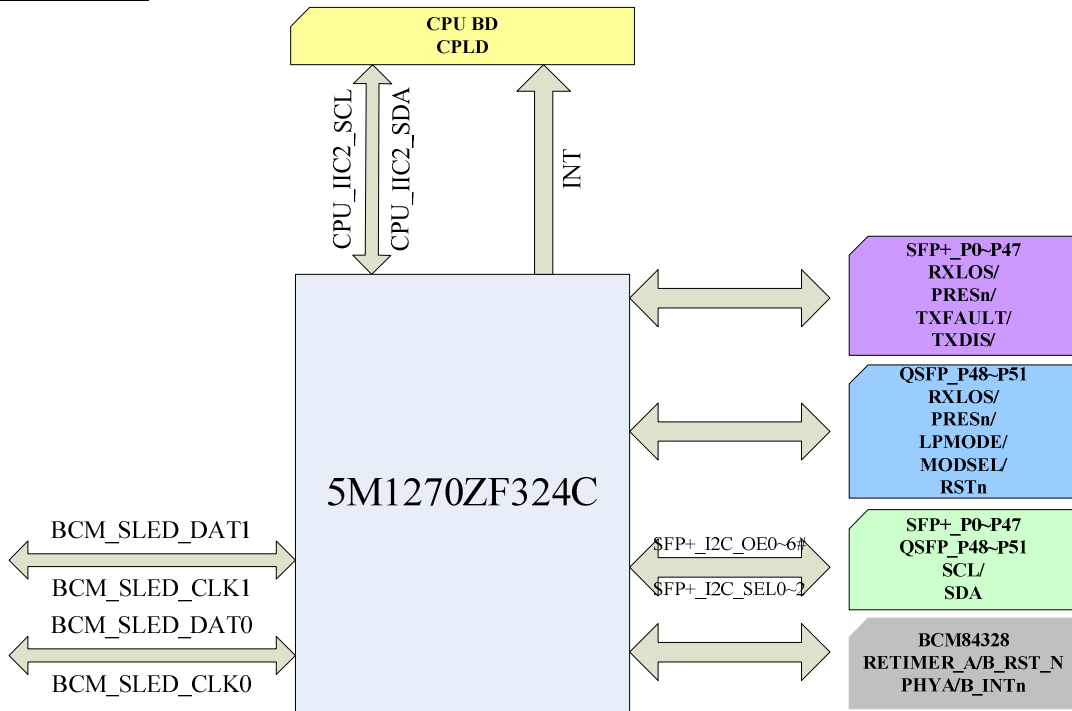 CPU BD
CPLD
CPU_IIC2_SCL
CPU_IIC2_SDA
INT
SFP+_P0~P47
RXLOS/
PRESn/
TXFAULT/
TXDIS/
QSFP_P48~P51
RXLOS/
PRESn/
LPMODE/
MODSEL/
RSTn
5M1270ZF324C
BCM_SLED_DAT1
BCM_SLED_CLK1
BCM_SLED_DAT0
BCM_SLED_CLK0
SFP+_I2C_OE0~6#
SFP+_I2C_SEL0~2
SFP+_P0~P47
QSFP_P48~P51
SCL/
SDA
BCM84328
RETIMER_A/B_RST_N
PHYA/B_INTn